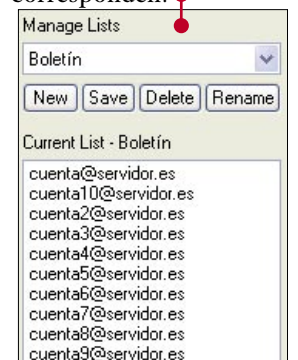 corresponden.
Manage Lists
Boletín
New Save Delete Rename
Current List - Boletín
cuenta@servidor.es
cuenta10@servidor.es
cuenta2@servidor.es
cuenta3@servidor.es
cuenta4@servidor.es
cuenta5@servidor.es
cuenta6@servidor.es
cuenta7@servidor.es
cuenta8@servidor.es
cuenta9@servidor.es